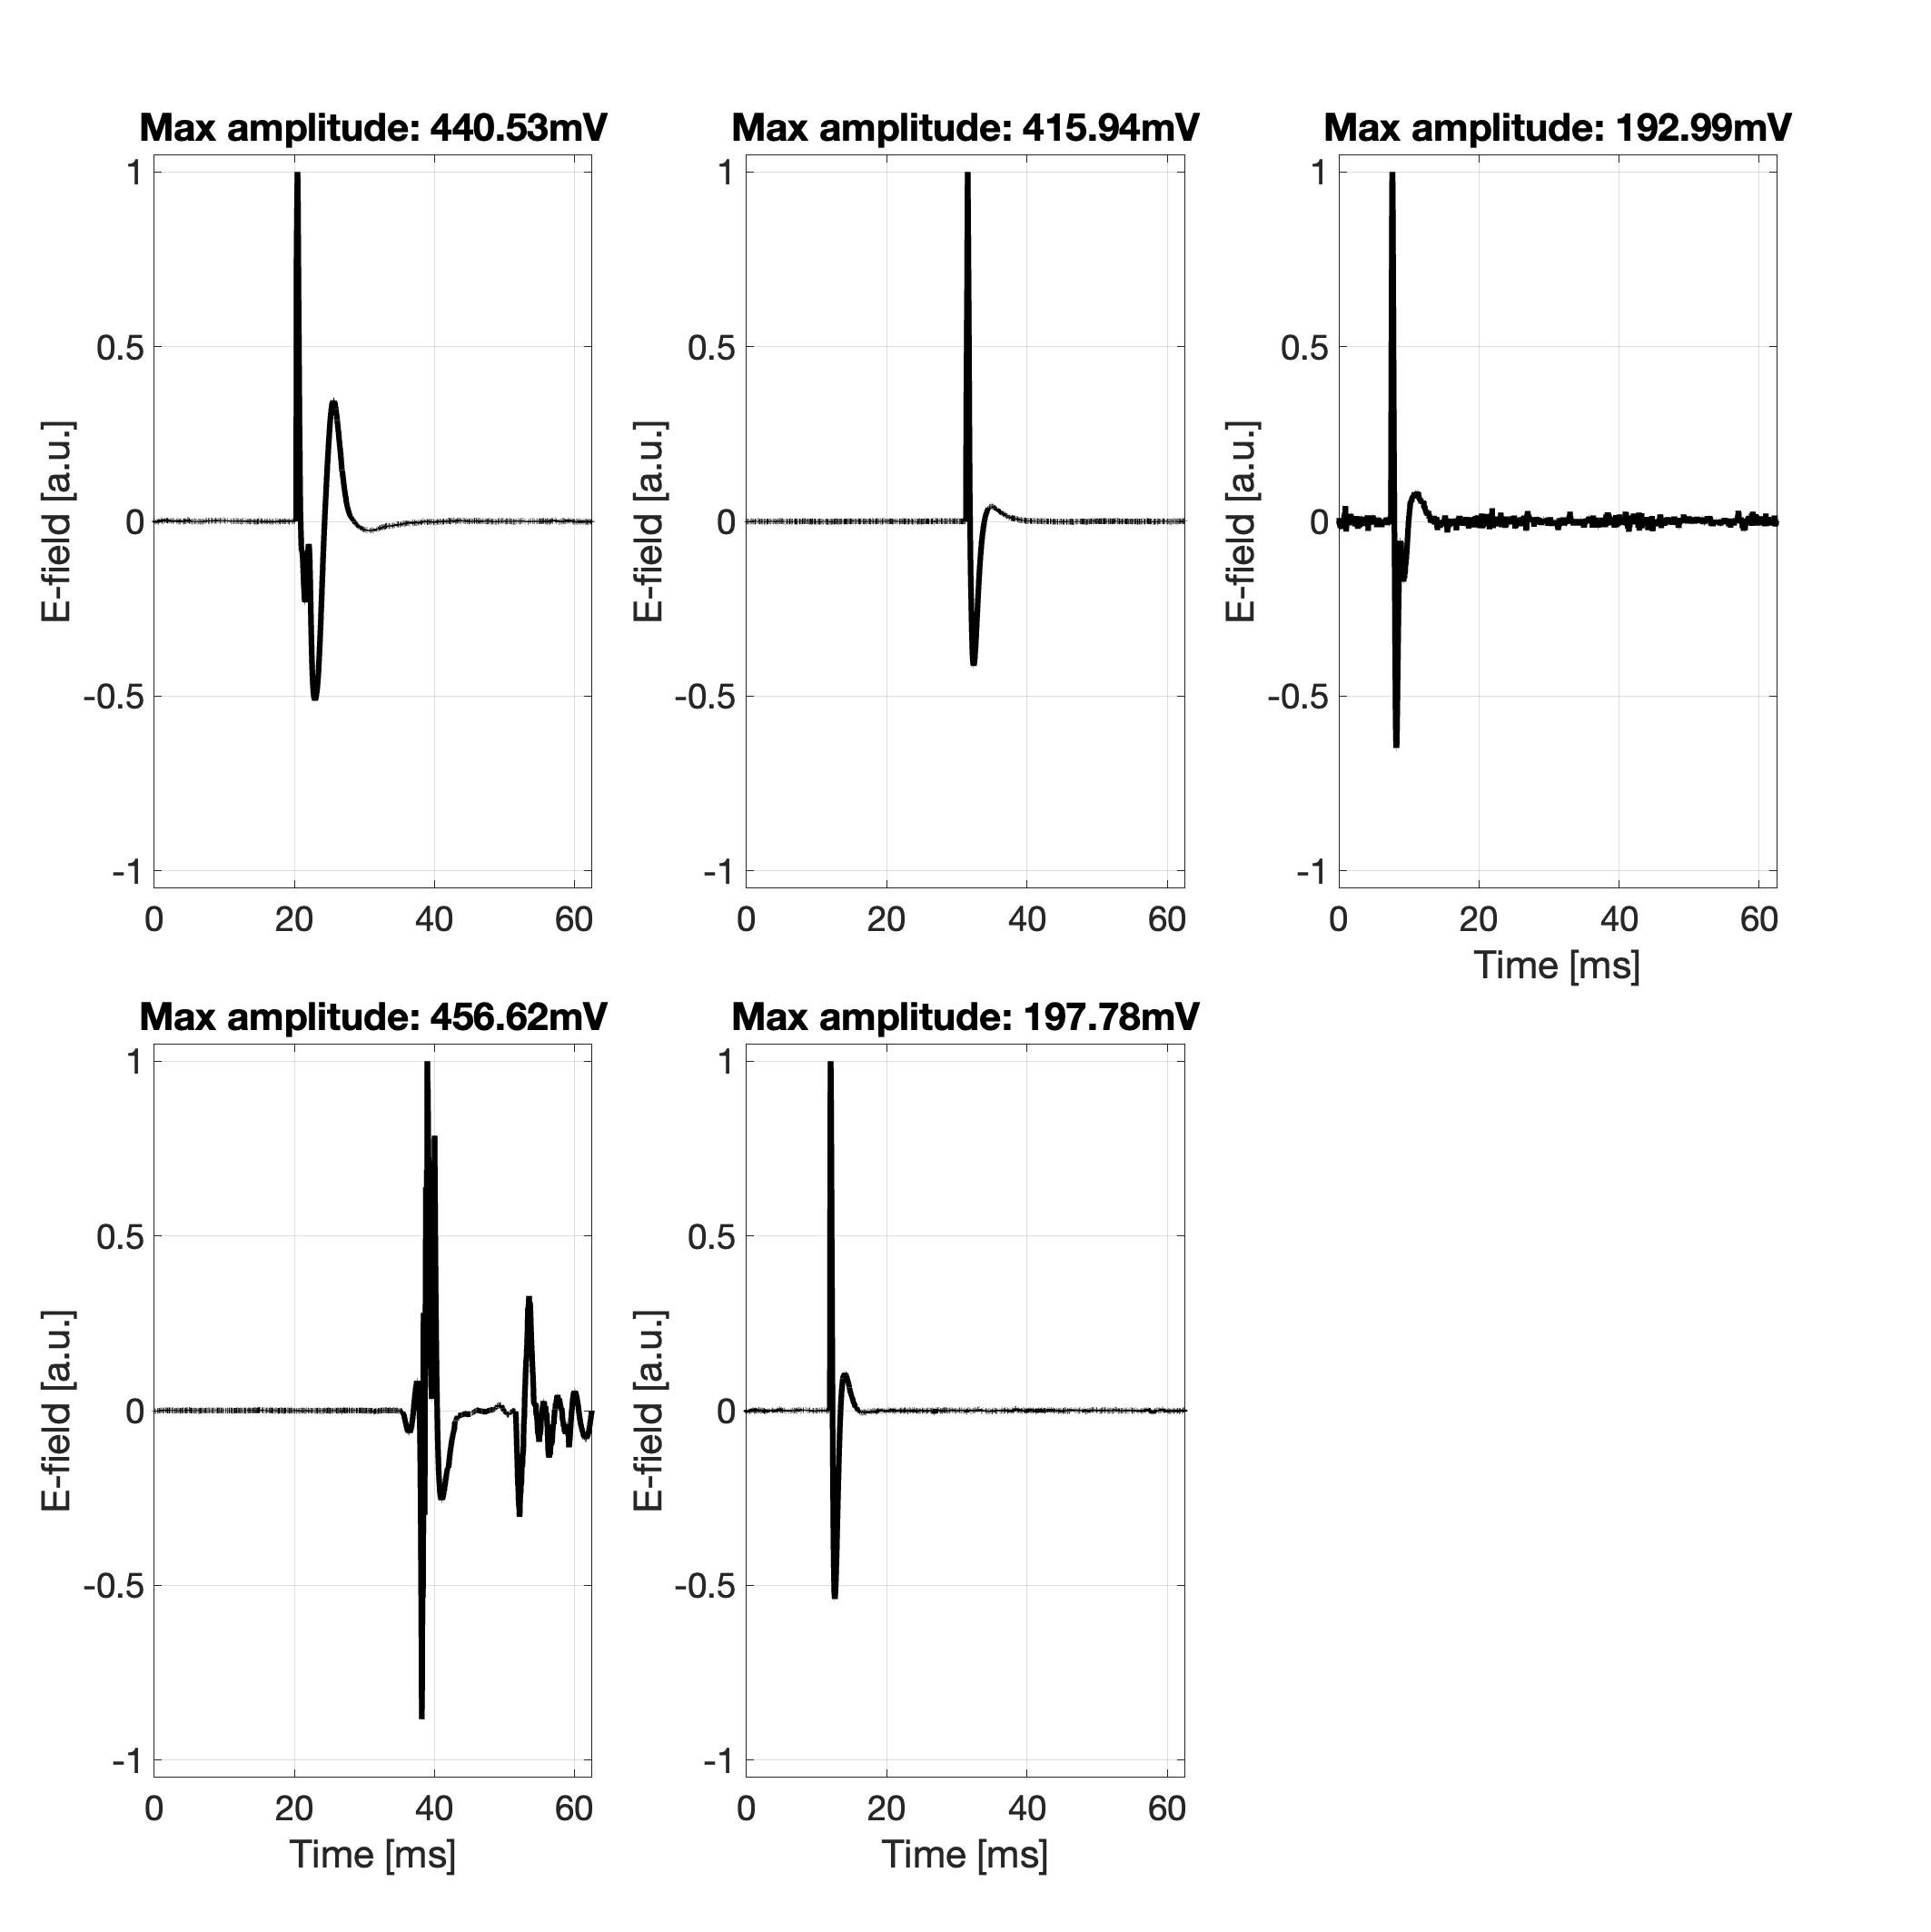 Max amplitude: 440.53mV
E-field [a.u.]
1
0.5
0
-0.5
-1
0 20 40 60
Max amplitude: 415.94mV
E-field [a.u.]
1
0.5
0
-0.5
-1
0 20 40 60
Max amplitude: 192.99mV
E-field [a.u.]
1
0.5
0
-0.5
-1
0 20 40 60
Time [ms]
Max amplitude: 456.62mV
E-field [a.u.]
1
0.5
0
-0.5
-1
0 20 40 60
Time [ms]
Max amplitude: 197.78mV
E-field [a.u.]
1
0.5
0
-0.5
-1
0 20 40 60
Time [ms]